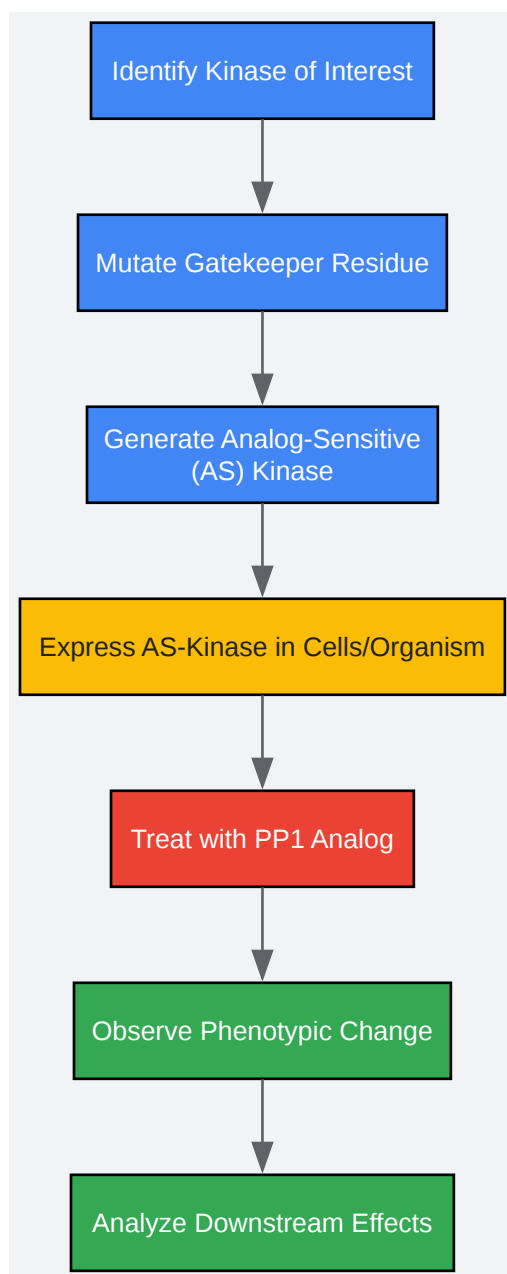 Identify Kinase of Interest
Mutate Gatekeeper Residue
Generate Analog-Sensitive
(AS) Kinase
Express AS-Kinase in Cells/Organism
Treat with PP1 Analog
Observe Phenotypic Change
Analyze Downstream Effects